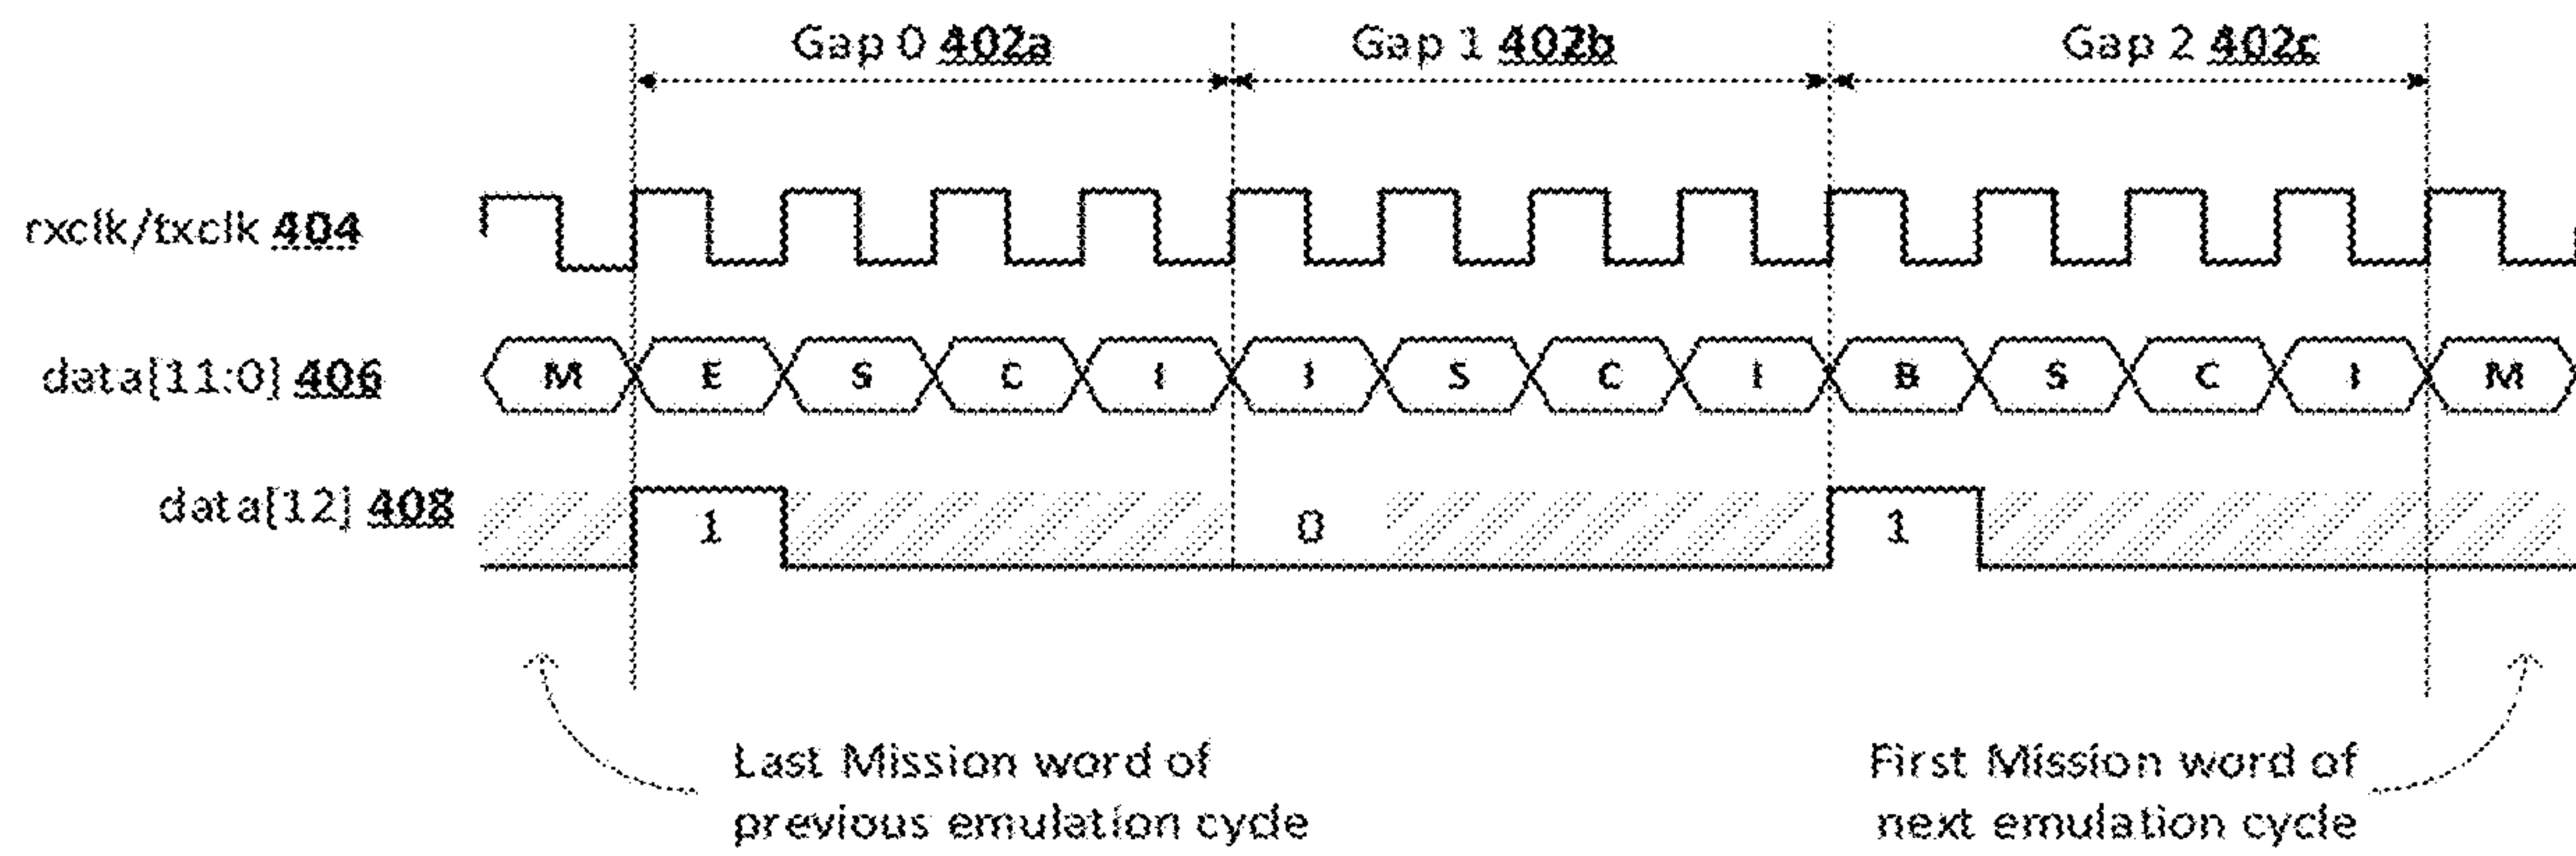 Gap 0 402a Gap 1 402b Gap 2 402c
rxclk/txclk 404
data[11:0] 406 M E S C I I S C I B S C I M
data[12] 408 1 0 1
Last Mission word of
previous emulation cycle
First Mission word of
next emulation cycle